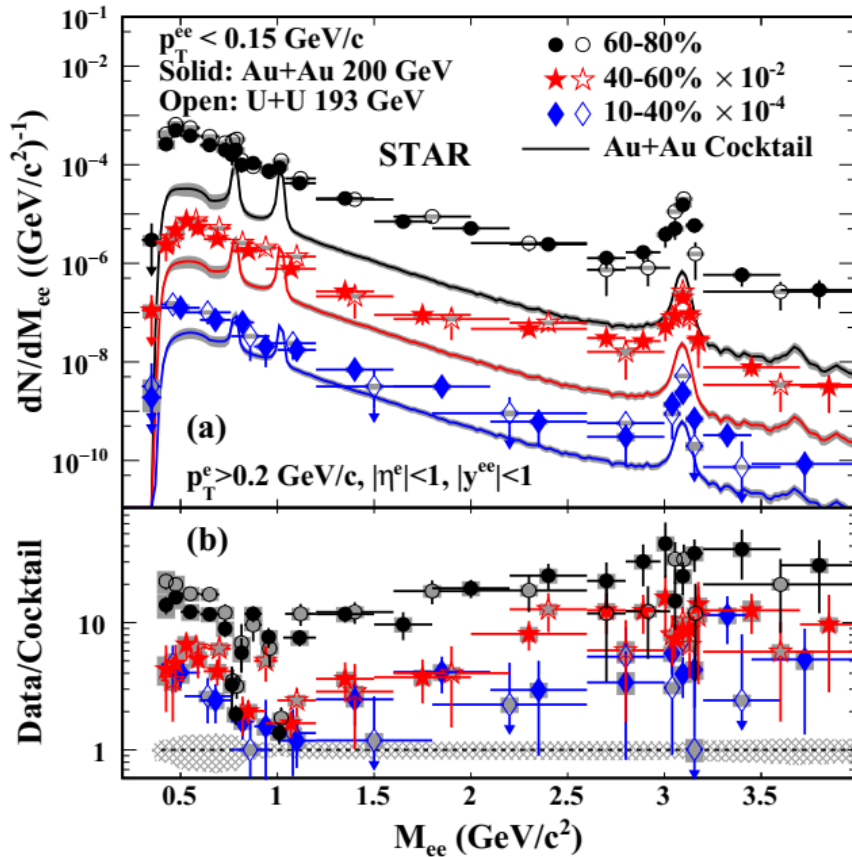 p_T^ee < 0.15 GeV/c
Solid: Au+Au 200 GeV
Open: U+U 193 GeV
60-80%
40-60% × 10^-2
10-40% × 10^-4
Au+Au Cocktail
STAR
dN/dM_ee ((GeV/c^2)^-1)
10^-1
10^-2
10^-4
10^-6
10^-8
10^-10
(a)
p_T^e>0.2 GeV/c, |η^e|<1, |y^ee|<1
(b)
Data/Cocktail
10
1
0.5 1 1.5 2 2.5 3 3.5
M_ee (GeV/c^2)